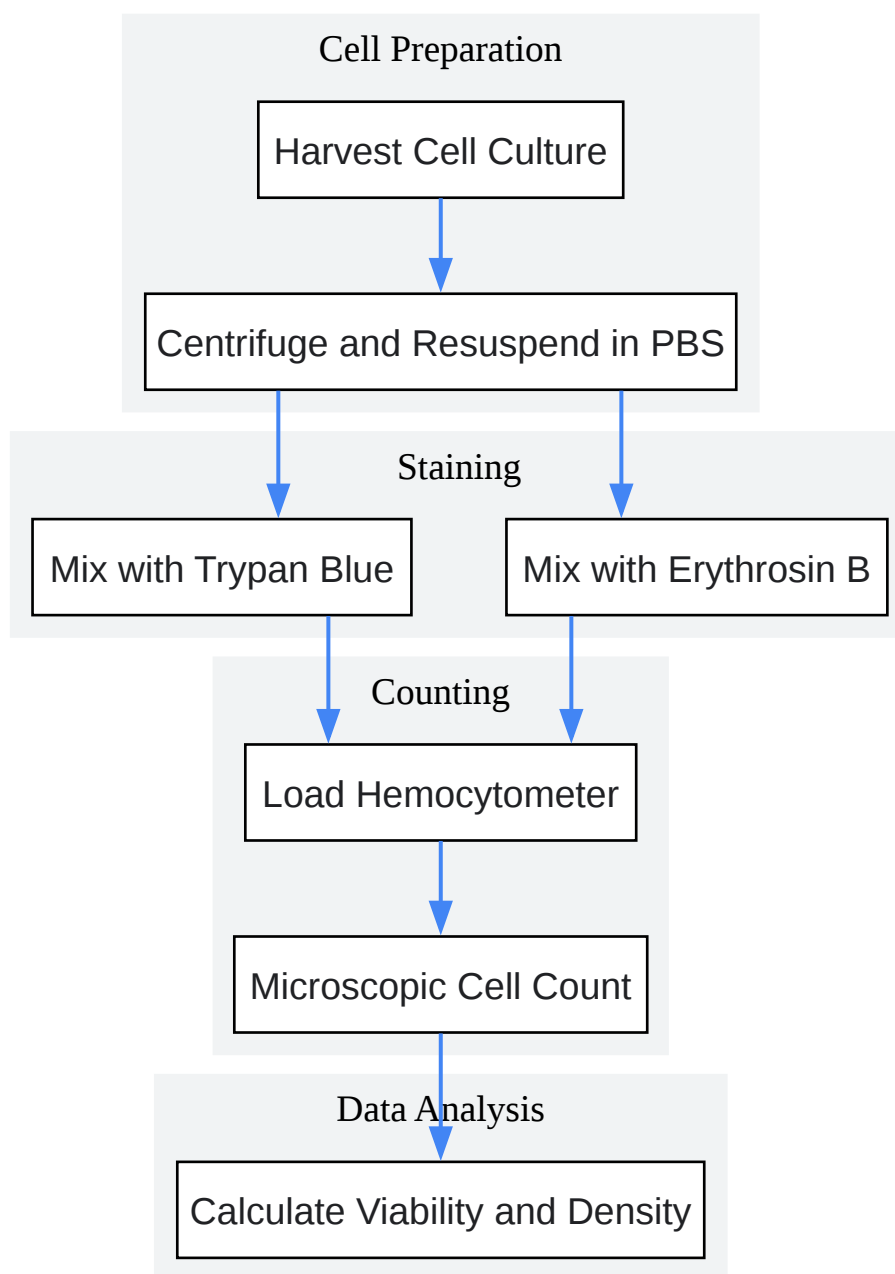 Cell Preparation
Harvest Cell Culture
Centrifuge and Resuspend in PBS
Staining
Mix with Trypan Blue
Mix with Erythrosin B
Counting
Load Hemocytometer
Microscopic Cell Count
Data Analysis
Calculate Viability and Density